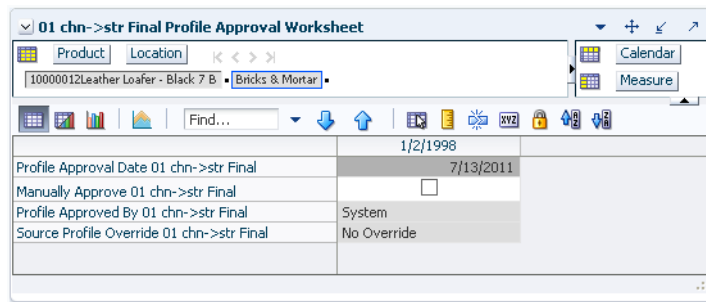 01 chn->str Final Profile Approval Worksheet
Product Location
Calendar
10000012Leather Loafer - Black 7 B Bricks & Mortar
Measure
Find...
XYZ
A Z
Z A
1/2/1998
Profile Approval Date 01 chn->str Final 7/13/2011
Manually Approve 01 chn->str Final
Profile Approved By 01 chn->str Final System
Source Profile Override 01 chn->str Final No Override